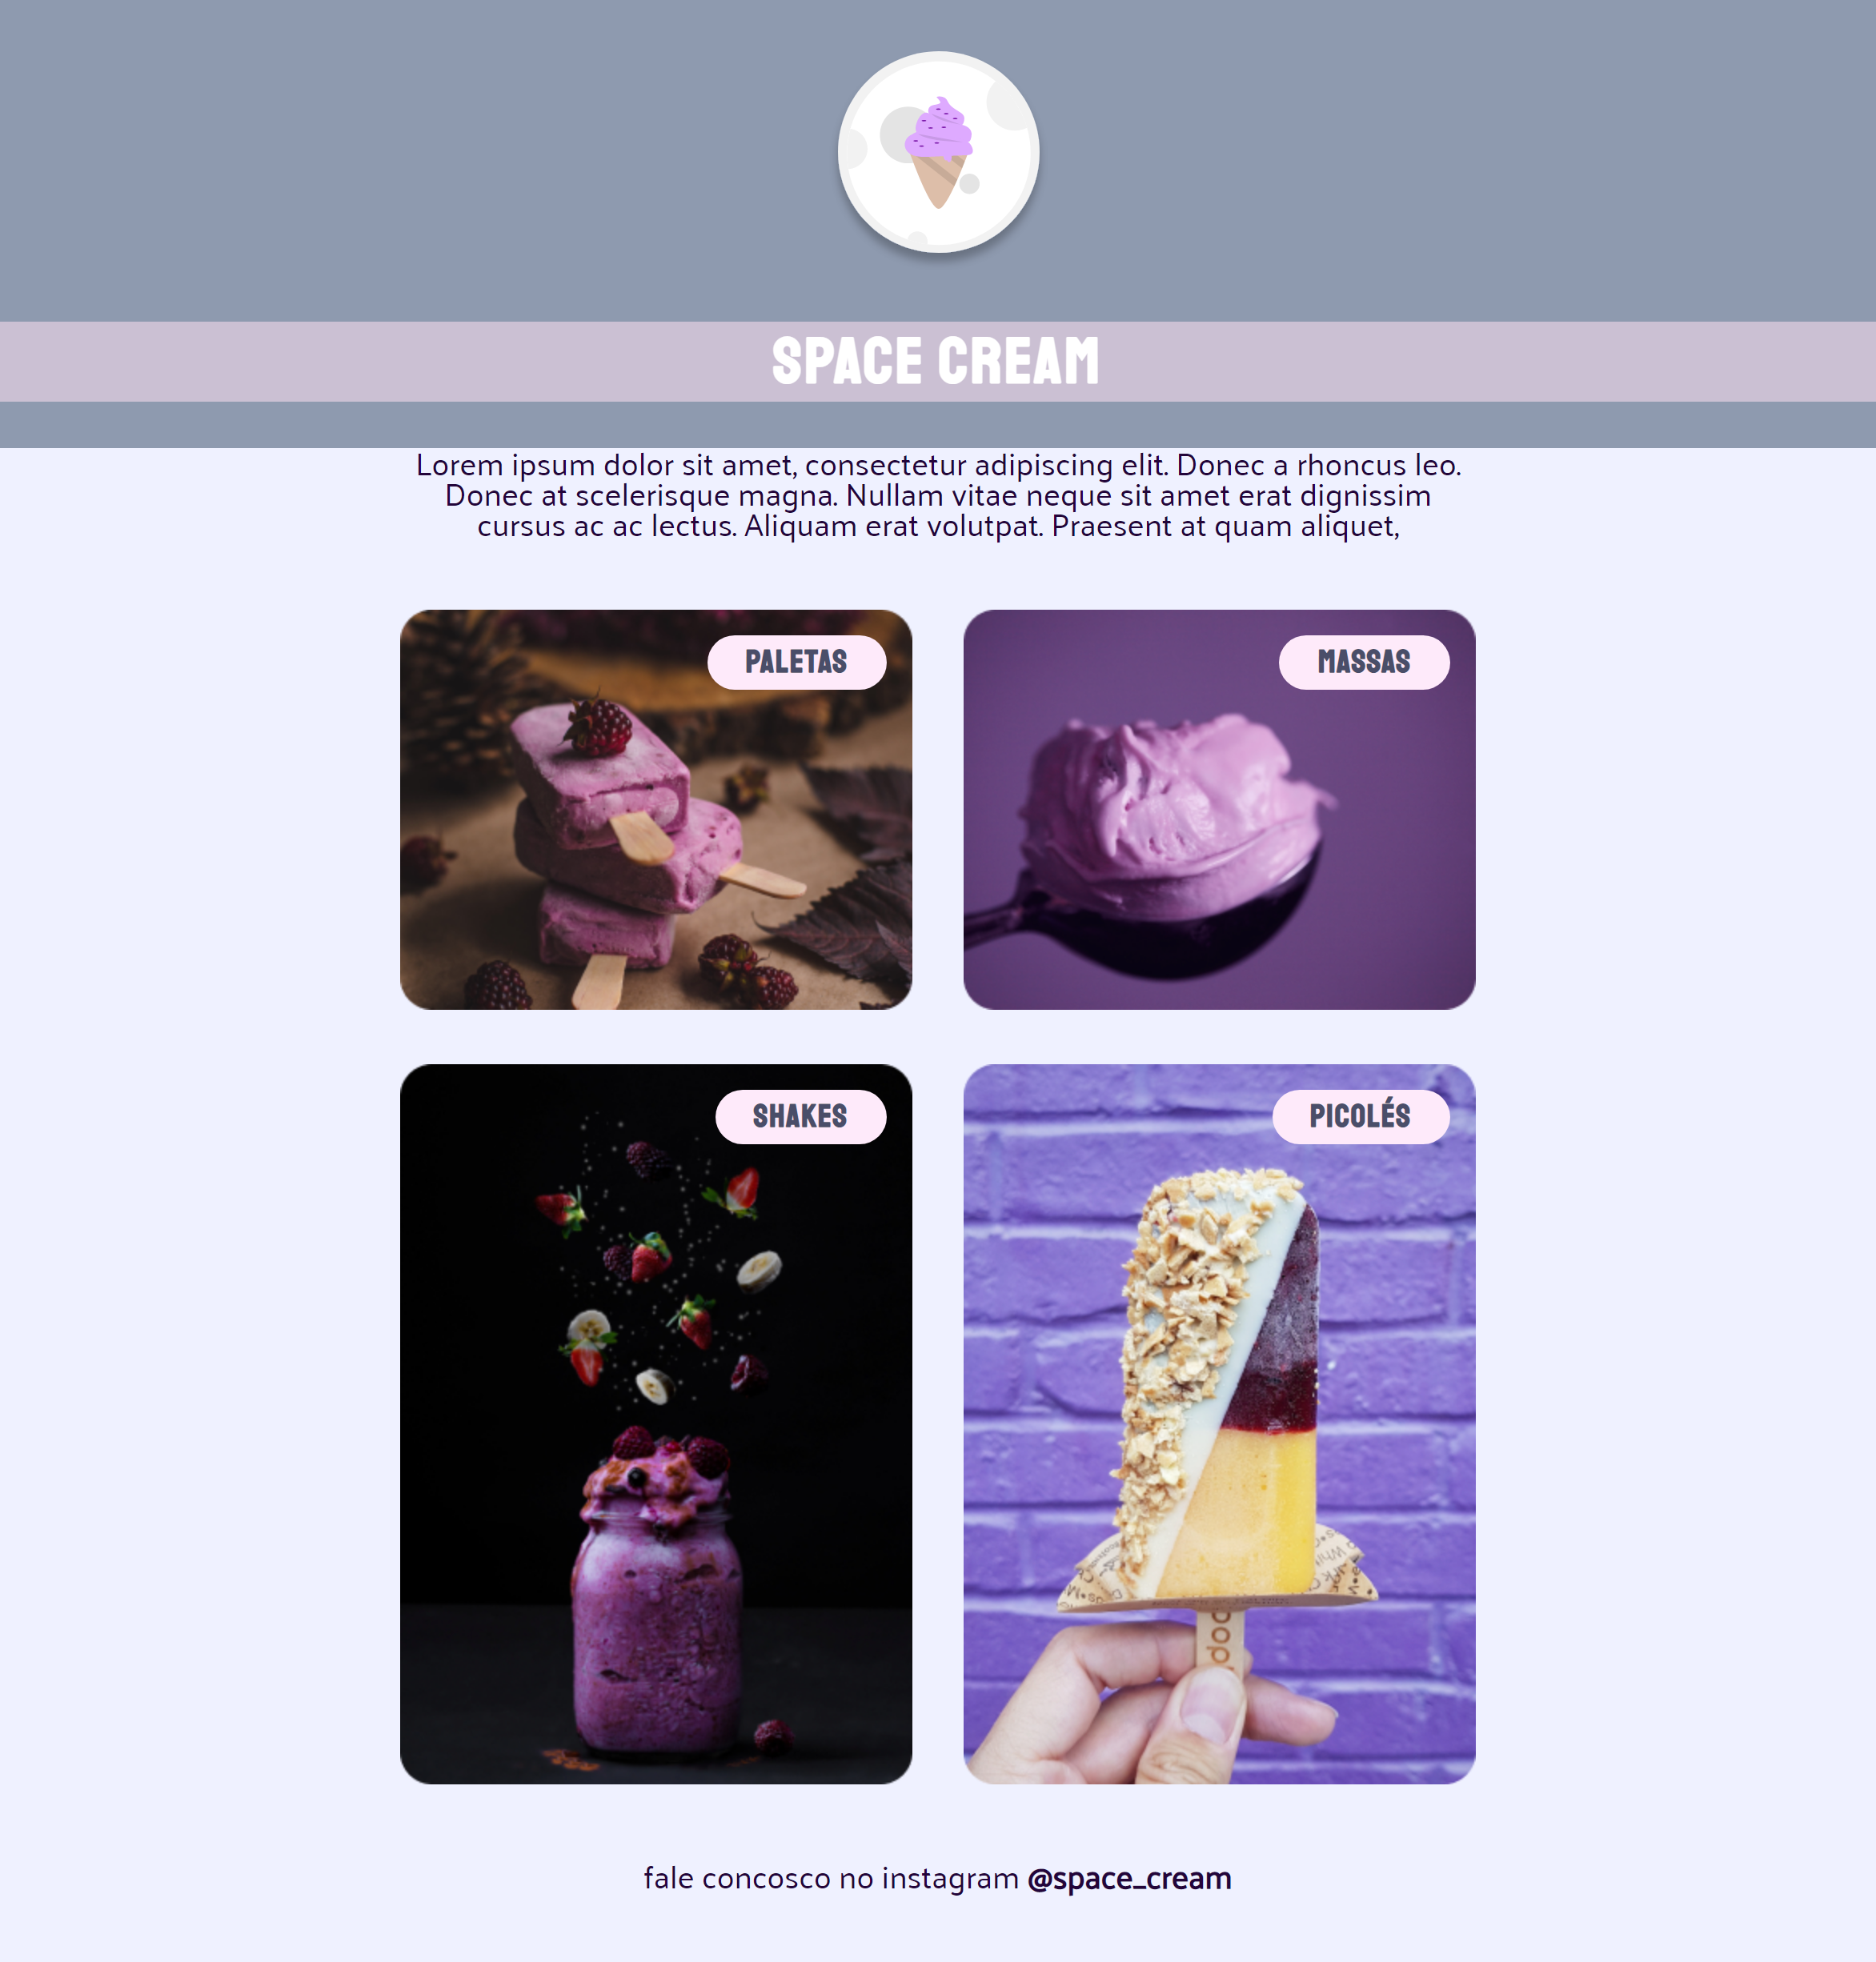 SPACE CREAM
Lorem ipsum dolor sit amet, consectetur adipiscing elit. Donec a rhoncus leo.
Donec at scelerisque magna. Nullam vitae neque sit amet erat dignissim
cursus ac ac lectus. Aliquam erat volutpat. Praesent at quam aliquet,
PALETAS
MASSAS
SHAKES
PICOLÉS
fale concosco no instagram @space_cream